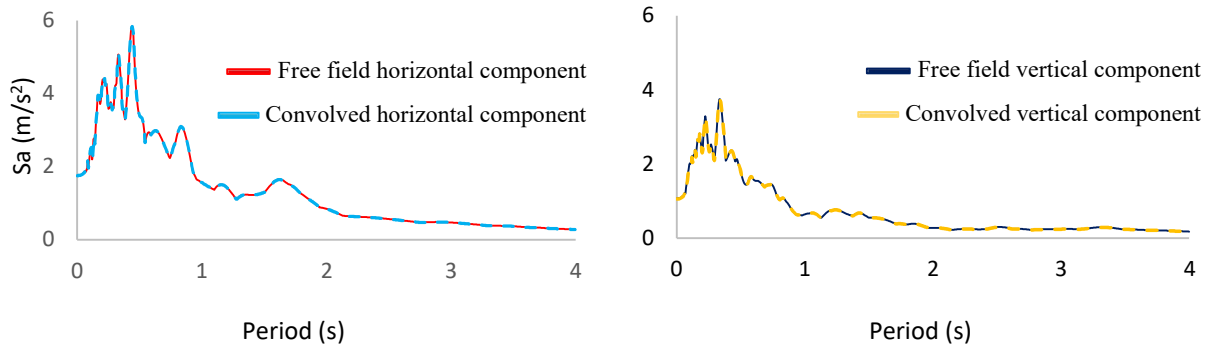 6
4
2
0
Sa (m/s²)
Free field horizontal component
Convolved horizontal component
0 1 2 3 4
Period (s)
6
4
2
0
Free field vertical component
Convolved vertical component
0 1 2 3 4
Period (s)